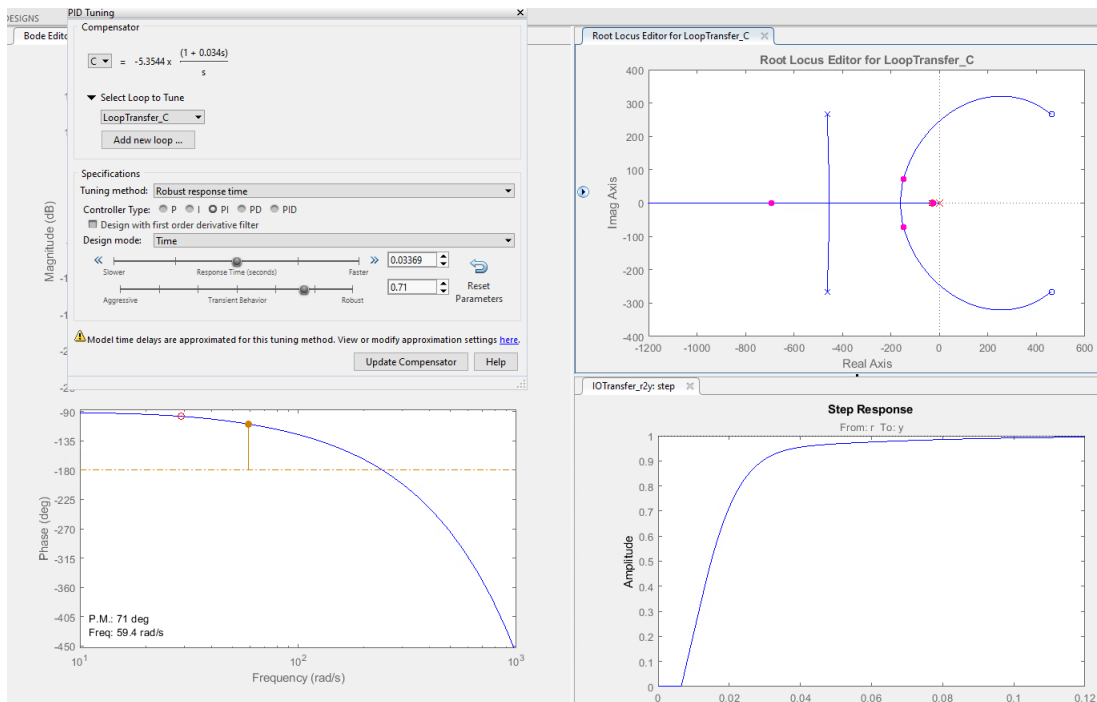 DESIGNS
Bode Edito
PID Tuning
Compensator
C = -5.3544 x (1 + 0.034s)
s
Select Loop to Tune
LoopTransfer_C
Add new loop ...
Specifications
Tuning method: Robust response time
Controller Type: P I PI PD PID
Design with first order derivative filter
Design mode: Time
Slower Response Time (seconds) Faster
0.03369
Aggressive Transient Behavior Robust
0.71
Reset
Parameters
Model time delays are approximated for this tuning method. View or modify approximation settings here.
Update Compensator Help
Magnitude (dB)
-90
-135
-180
-225
-270
-315
-360
-405
-450
Phase (deg)
P.M.: 71 deg
Freq: 59.4 rad/s
10^1 10^2 10^3
Frequency (rad/s)
Root Locus Editor for LoopTransfer_C
Root Locus Editor for LoopTransfer_C
400
300
200
100
0
-100
-200
-300
-400
Imag Axis
-1200 -1000 -800 -600 -400 -200 0 200 400 600
Real Axis
IOTransfer_r2y: step
Step Response
From: r To: y
1
0.9
0.8
0.7
0.6
0.5
0.4
0.3
0.2
0.1
0
Amplitude
0 0.02 0.04 0.06 0.08 0.1 0.12